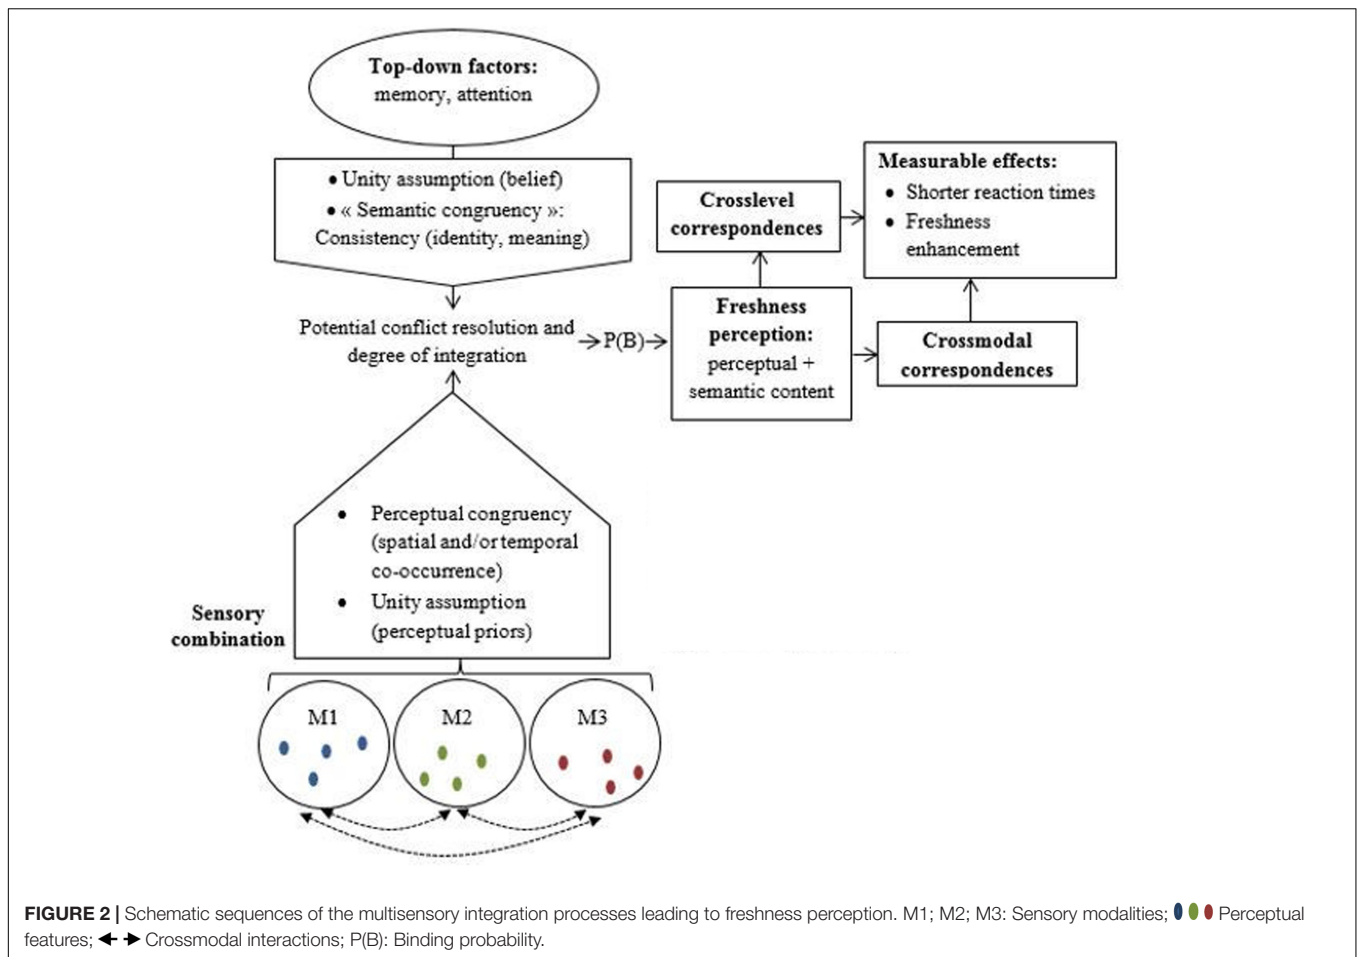 Top-down factors:
memory, attention
• Unity assumption (belief)
• « Semantic congruency »:
Consistency (identity, meaning)
Potential conflict resolution and
degree of integration
P(B)
Freshness
perception:
perceptual +
semantic content
Crosslevel
correspondences
Measurable effects:
• Shorter reaction times
• Freshness
enhancement
Crossmodal
correspondences
• Perceptual congruency
(spatial and/or temporal
co-occurrence)
• Unity assumption
(perceptual priors)
Sensory
combination
M1
M2
M3
FIGURE 2 | Schematic sequences of the multisensory integration processes leading to freshness perception. M1; M2; M3: Sensory modalities; Perceptual
features; Crossmodal interactions; P(B): Binding probability.